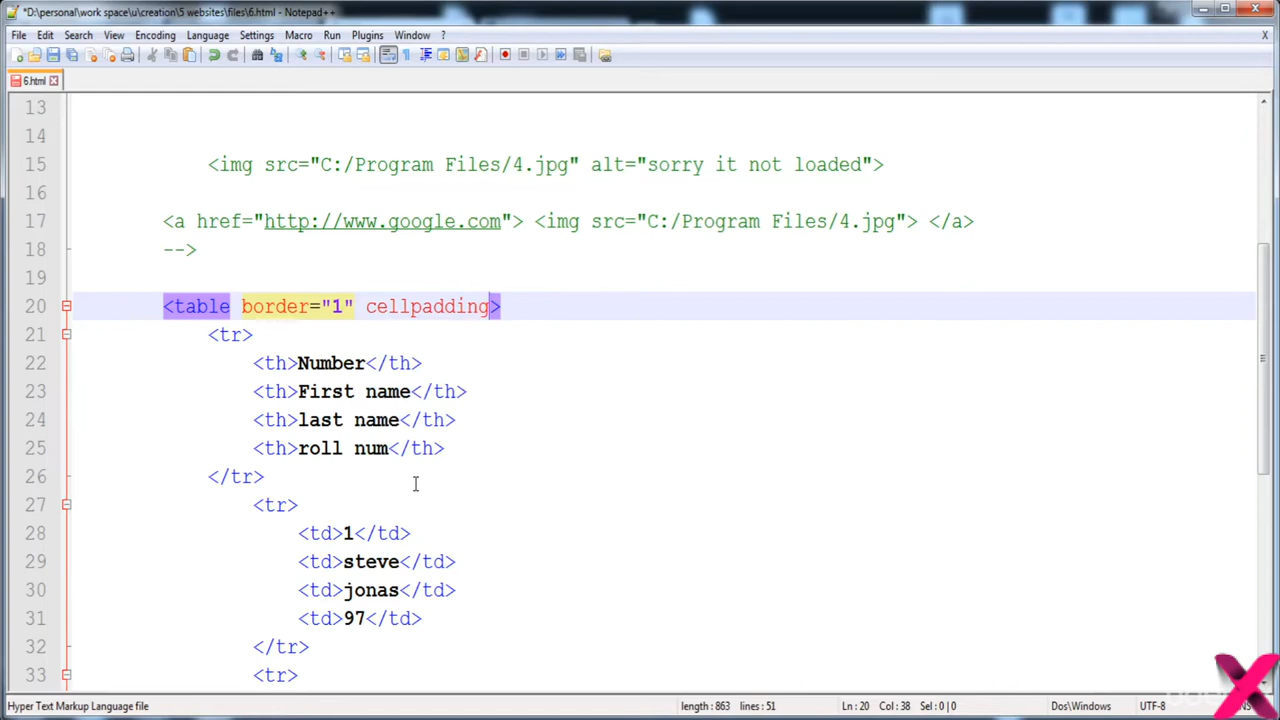 *D:\personal\work space\u\creation\5 websites\files\6.html - Notepad++
File Edit Search View Encoding Language Settings Macro Run Plugins Window ? X
6.html
13
14
15 <img src="C:/Program Files/4.jpg" alt="sorry it not loaded">
16
17 <a href="http://www.google.com"> <img src="C:/Program Files/4.jpg"> </a>
18 -->
19
20 <table border="1" cellpadding>
21 <tr>
22 <th>Number</th>
23 <th>First name</th>
24 <th>last name</th>
25 <th>roll num</th>
26 </tr>
27 <tr>
28 <td>1</td>
29 <td>steve</td>
30 <td>jonas</td>
31 <td>97</td>
32 </tr>
33 <tr>
Hyper Text Markup Language file length : 863 lines : 51 Ln : 20 Col : 38 Sel : 0 | 0 Dos\Windows UTF-8